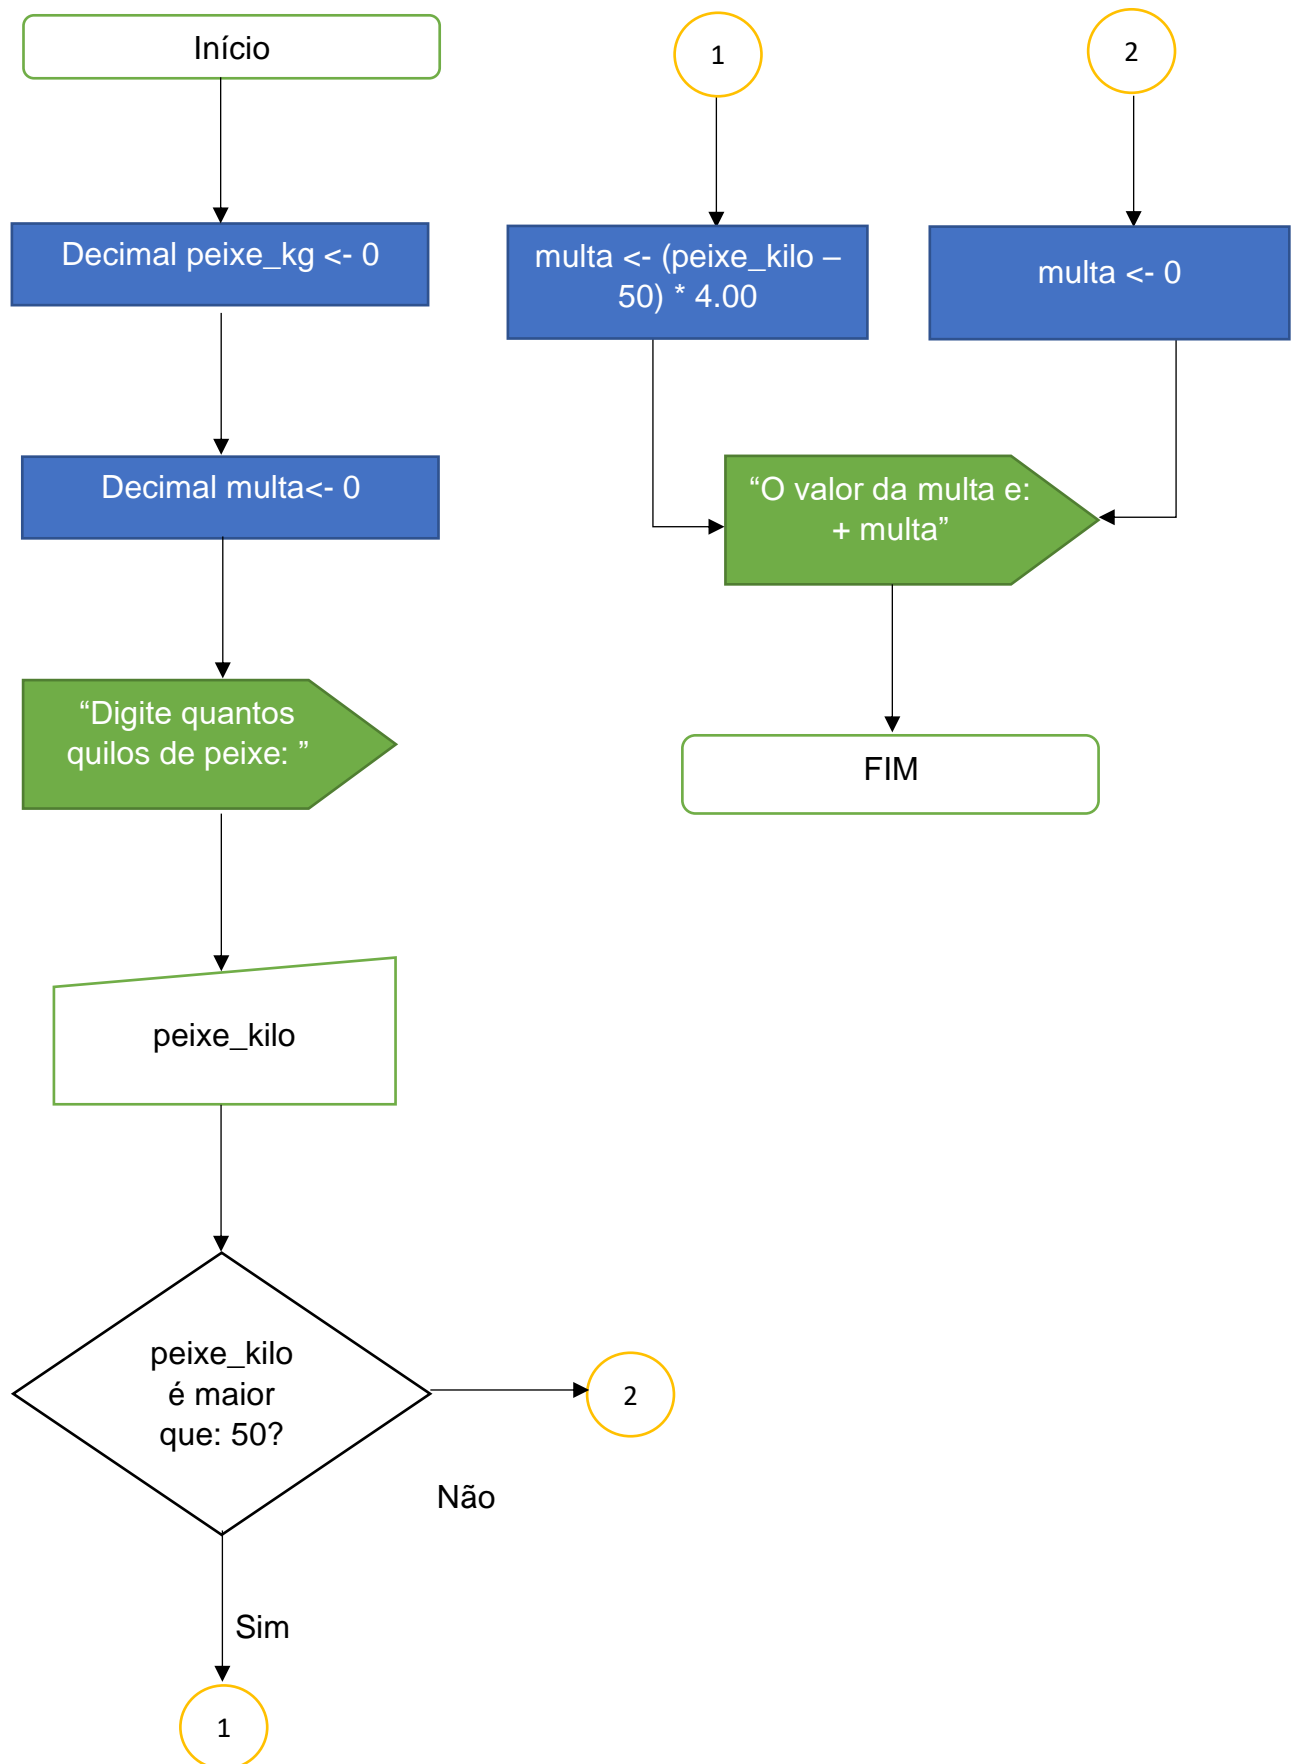 Início
Decimal peixe_kg <- 0
Decimal multa<- 0
“Digite quantos
quilos de peixe: ”
peixe_kilo
peixe_kilo
é maior
que: 50?
Não
2
Sim
1
1
multa <- (peixe_kilo –
50) * 4.00
2
multa <- 0
“O valor da multa e:
+ multa”
FIM